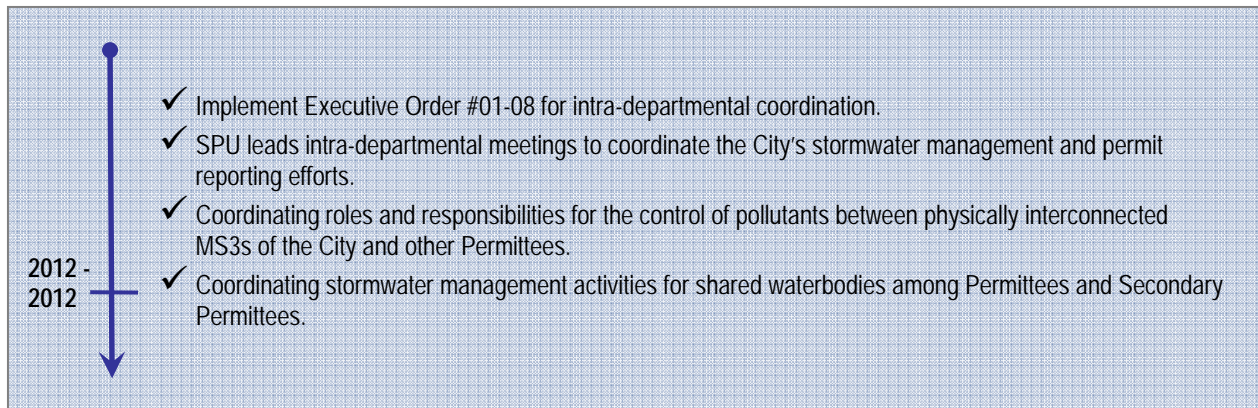 ✓ Implement Executive Order #01-08 for intra-departmental coordination.
✓ SPU leads intra-departmental meetings to coordinate the City's stormwater management and permit
reporting efforts.
✓ Coordinating roles and responsibilities for the control of pollutants between physically interconnected
MS3s of the City and other Permittees.
2012 -
2012
✓ Coordinating stormwater management activities for shared waterbodies among Permittees and Secondary
Permittees.